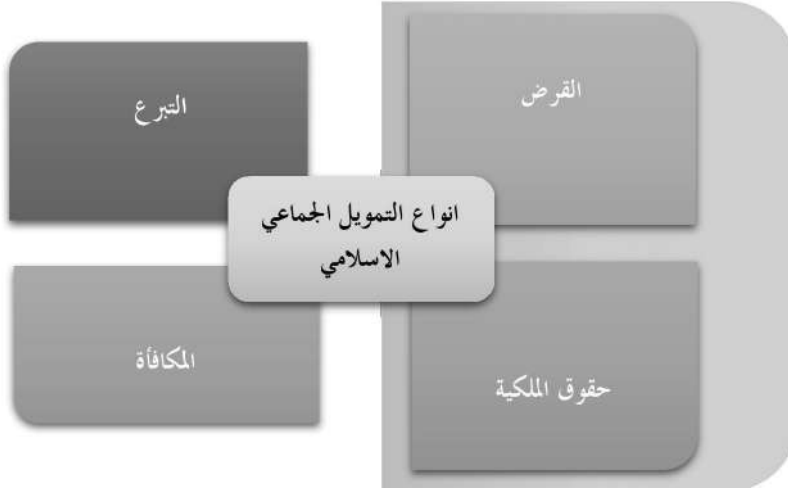 القرض
التبرع
انواع التمويل الجماعي
الاسلامي
حقوق الملكية
المكافأة